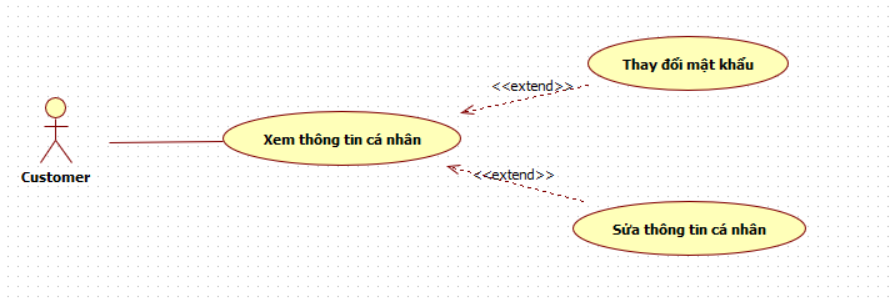 Thay đổi mật khẩu
<<extend>>
Xem thông tin cá nhân
Customer
<<extend>>
Sửa thông tin cá nhân